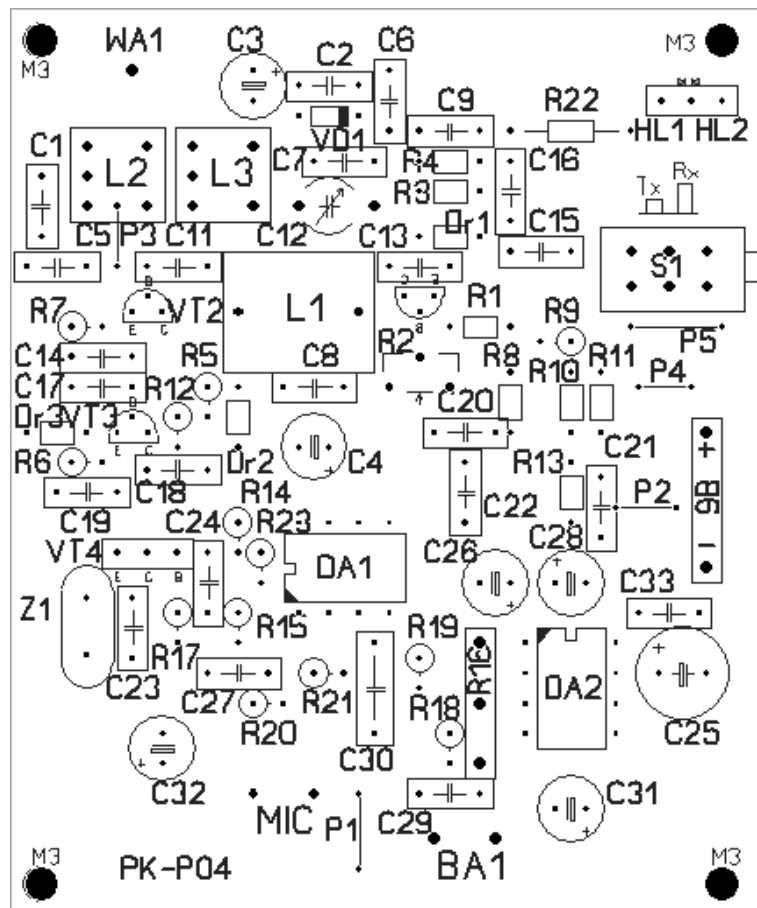 WA1 C3 C2 C6 M3
M3
C9 R22
HL1 HL2
VD1
C1 C7 R4 C16
L2 L3 R3 Tx Rx
Dr1
C5 P3 C11 C12 C13 C15
S1
B
E C
R7 VT2 L1 R1 R9
P5
C14 R5 C8 R2 R8 R10 R11
C17 R12 P4
Dr3 VT3 B C20
E C
R6 Dr2 C4 C21 +
C18 R13
C19 R14 C22 P2 9B
C24 R23
VT4 DA1 C26 C28 −
E C B
C33
Z1 R15 R19
R17 R16
C23 C27 R21 DA2
R20 R18 C25
C30
C32 C31
MIC P1 C29
M3 PK-P04 BA1 M3